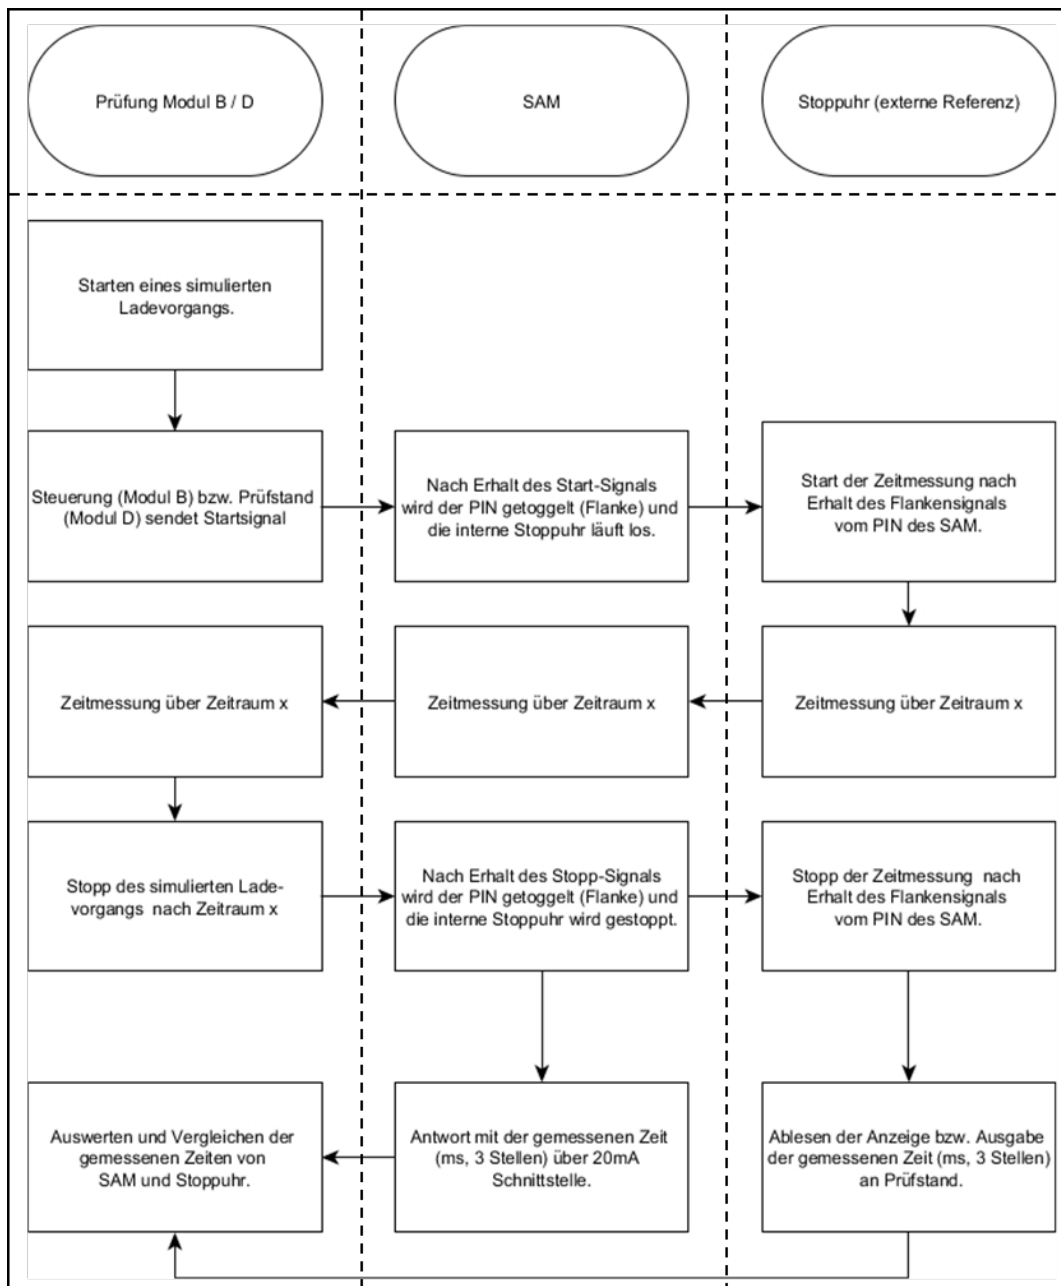 Prüfung Modul B / D
SAM
Stoppuhr (externe Referenz)
Starten eines simulierten
Ladevorgangs.
Steuerung (Modul B) bzw. Prüfstand
(Modul D) sendet Startsignal
Nach Erhalt des Start-Signals
wird der PIN getoggelt (Flanke) und
die interne Stoppuhr läuft los.
Start der Zeitmessung nach
Erhalt des Flankensignals
vom PIN des SAM.
Zeitmessung über Zeitraum x
Zeitmessung über Zeitraum x
Zeitmessung über Zeitraum x
Stopp des simulierten Lade-
vorgangs nach Zeitraum x
Nach Erhalt des Stopp-Signals
wird der PIN getoggelt (Flanke) und
die interne Stoppuhr wird gestoppt.
Stopp der Zeitmessung nach
Erhalt des Flankensignals
vom PIN des SAM.
Auswerten und Vergleichen der
gemessenen Zeiten von
SAM und Stoppuhr.
Antwort mit der gemessenen Zeit
(ms, 3 Stellen) über 20mA
Schnittstelle.
Ablesen der Anzeige bzw. Ausgabe
der gemessenen Zeit (ms, 3 Stellen)
an Prüfstand.